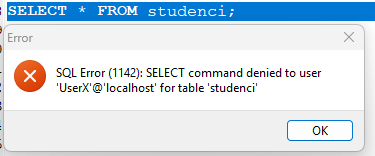 SELECT * FROM studenci;
Error
SQL Error (1142): SELECT command denied to user
'UserX'@'localhost' for table 'studenci'
OK